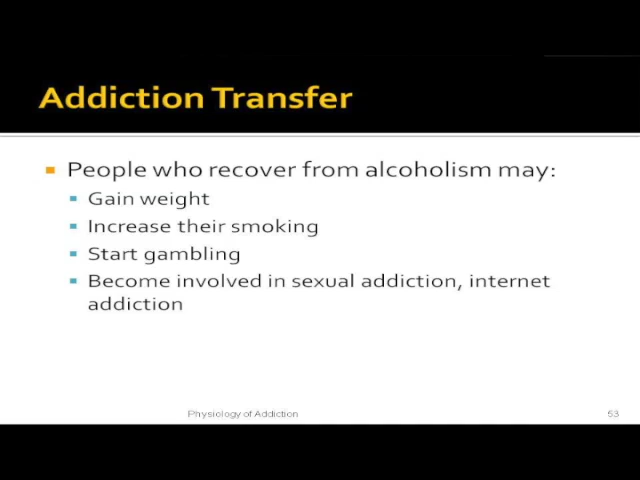 Addiction Transfer
People who recover from alcoholism may:
Gain weight
Increase their smoking
Start gambling
Become involved in sexual addiction, internet
addiction
Physiology of Addiction
53